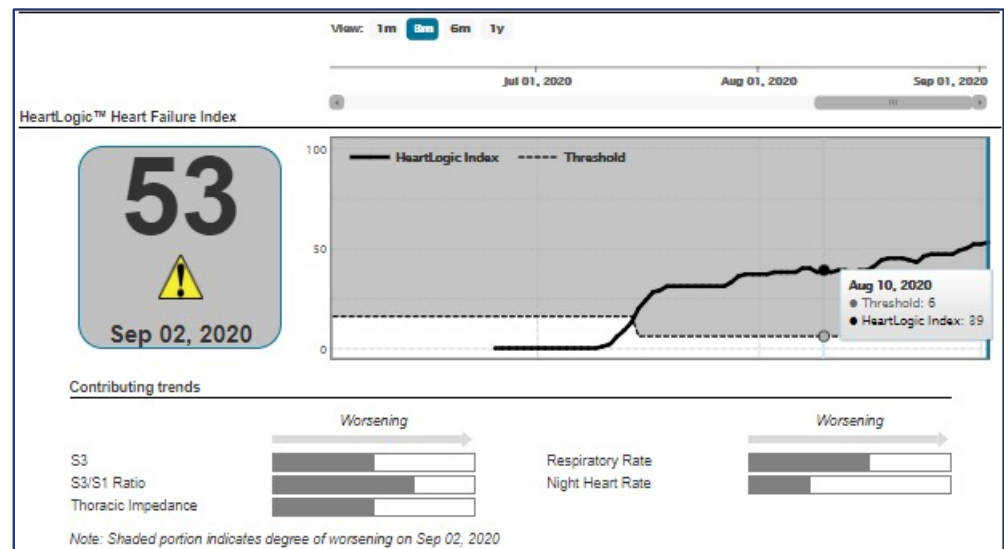 View: 1m 8m 6m 1y
Jul 01, 2020 Aug 01, 2020 Sep 01, 2020
HeartLogic™ Heart Failure Index
53
Sep 02, 2020
100
50
0
HeartLogic Index Threshold
Aug 10, 2020
Threshold: 6
HeartLogic Index: 39
Contributing trends
Worsening Worsening
S3 Respiratory Rate
S3/S1 Ratio Night Heart Rate
Thoracic Impedance
Note: Shaded portion indicates degree of worsening on Sep 02, 2020